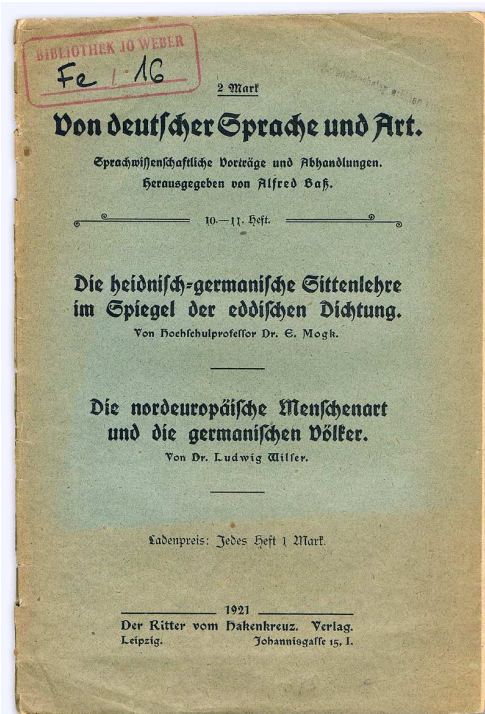 BIBLIOTHEK JO WEBER
Fe 1·16
2 Mark
Von deutscher Sprache und Art.
Sprachwissenschaftliche Vorträge und Abhandlungen.
Herausgegeben von Alfred Baß.
10.—11. Heft.
Die heidnisch-germanische Sittenlehre
im Spiegel der eddischen Dichtung.
Von Hochschulprofessor Dr. E. Mogk.
Die nordeuropäische Menschenart
und die germanischen Völker.
Von Dr. Ludwig Wilser.
Ladenpreis: Jedes Heft 1 Mark.
1921
Der Ritter vom Hakenkreuz. Verlag.
Leipzig. Johannisgasse 15, I.